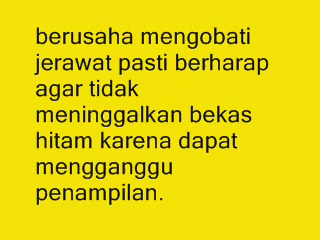 berusaha mengobati
jerawat pasti berharap
agar tidak
meninggalkan bekas
hitam karena dapat
mengganggu
penampilan.